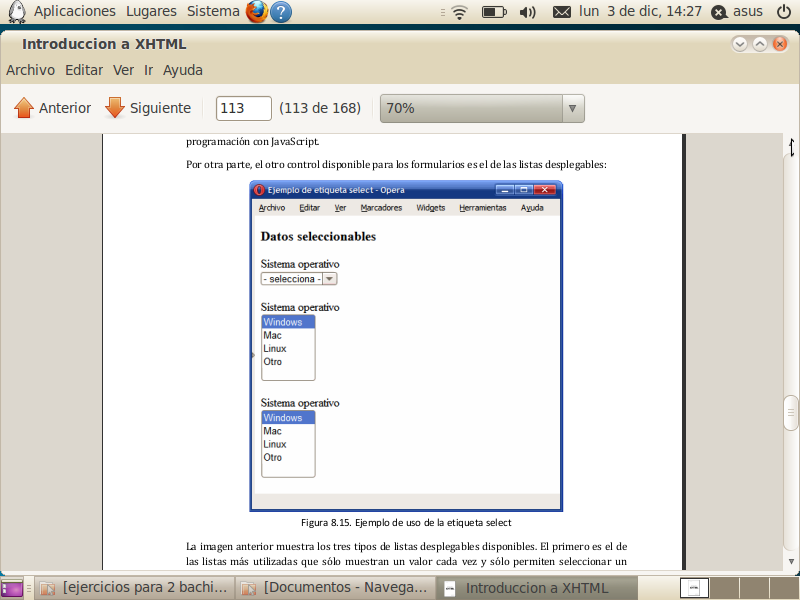 Aplicaciones Lugares Sistema ? lun 3 de dic, 14:27 asus
Introduccion a XHTML
Archivo Editar Ver Ir Ayuda
Anterior Siguiente 113 (113 de 168) 70%
programación con JavaScript.
Por otra parte, el otro control disponible para los formularios es el de las listas desplegables:
Ejemplo de etiqueta select - Opera
Archivo Editar Ver Marcadores Widgets Herramientas Ayuda
Datos seleccionables
Sistema operativo
- selecciona -
Sistema operativo
Windows
Mac
Linux
Otro
Sistema operativo
Windows
Mac
Linux
Otro
Figura 8.15. Ejemplo de uso de la etiqueta select
La imagen anterior muestra los tres tipos de listas desplegables disponibles. El primero es el de
las listas más utilizadas que sólo muestran un valor cada vez y sólo permiten seleccionar un
[ejercicios para 2 bachi... [Documentos - Navega... Introduccion a XHTML